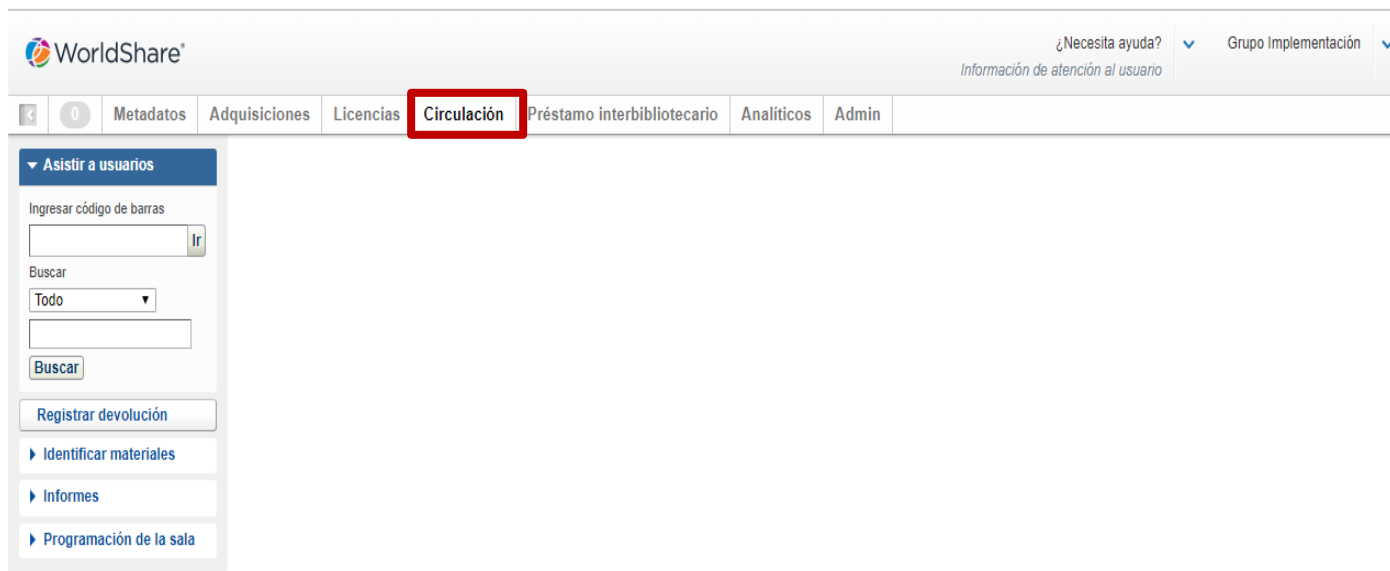 WorldShare®
¿Necesita ayuda?
Grupo Implementación
Información de atención al usuario
0 Metadatos Adquisiciones Licencias Circulación Préstamo interbibliotecario Analíticos Admin
Asistir a usuarios
Ingresar código de barras
Ir
Buscar
Todo
Buscar
Registrar devolución
Identificar materiales
Informes
Programación de la sala